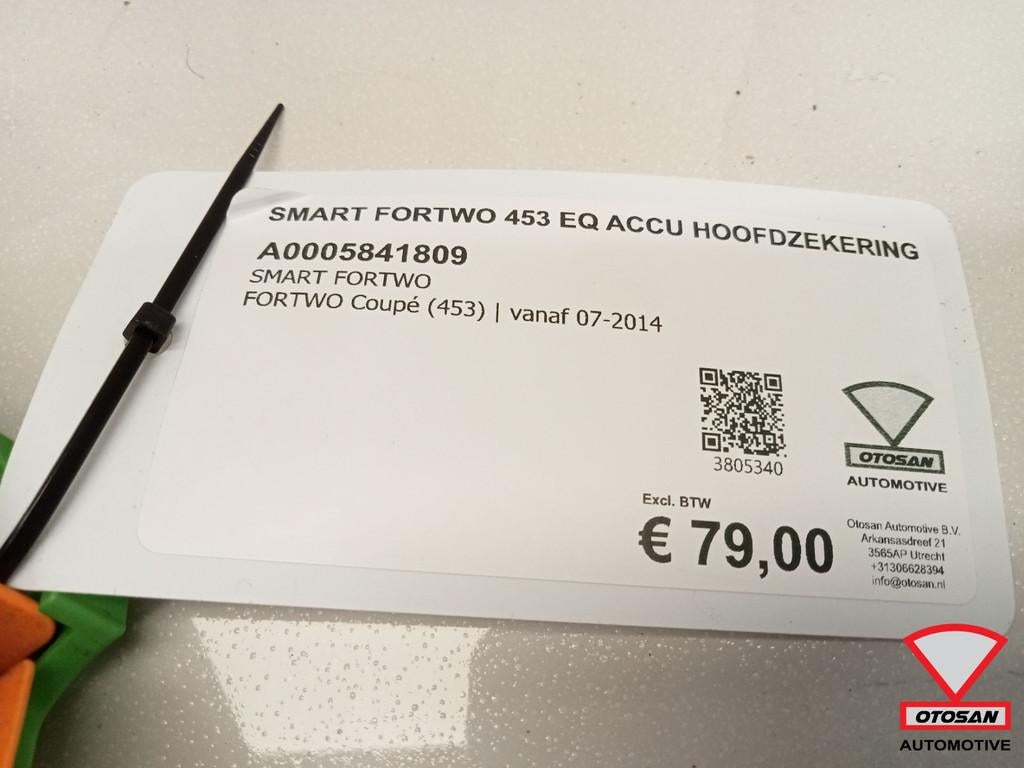 SMART FORTWO 453 EQ ACCU HOOFDZEKERING
A0005841809
SMART FORTWO
FORTWO Coupé (453) | vanaf 07-2014
3805340
OTOSAN
AUTOMOTIVE
Excl. BTW
€ 79,00
Otosan Automotive B.V.
Arkansasdreef 21
3565AP Utrecht
+31306628394
info@otosan.nl
OTOSAN
AUTOMOTIVE